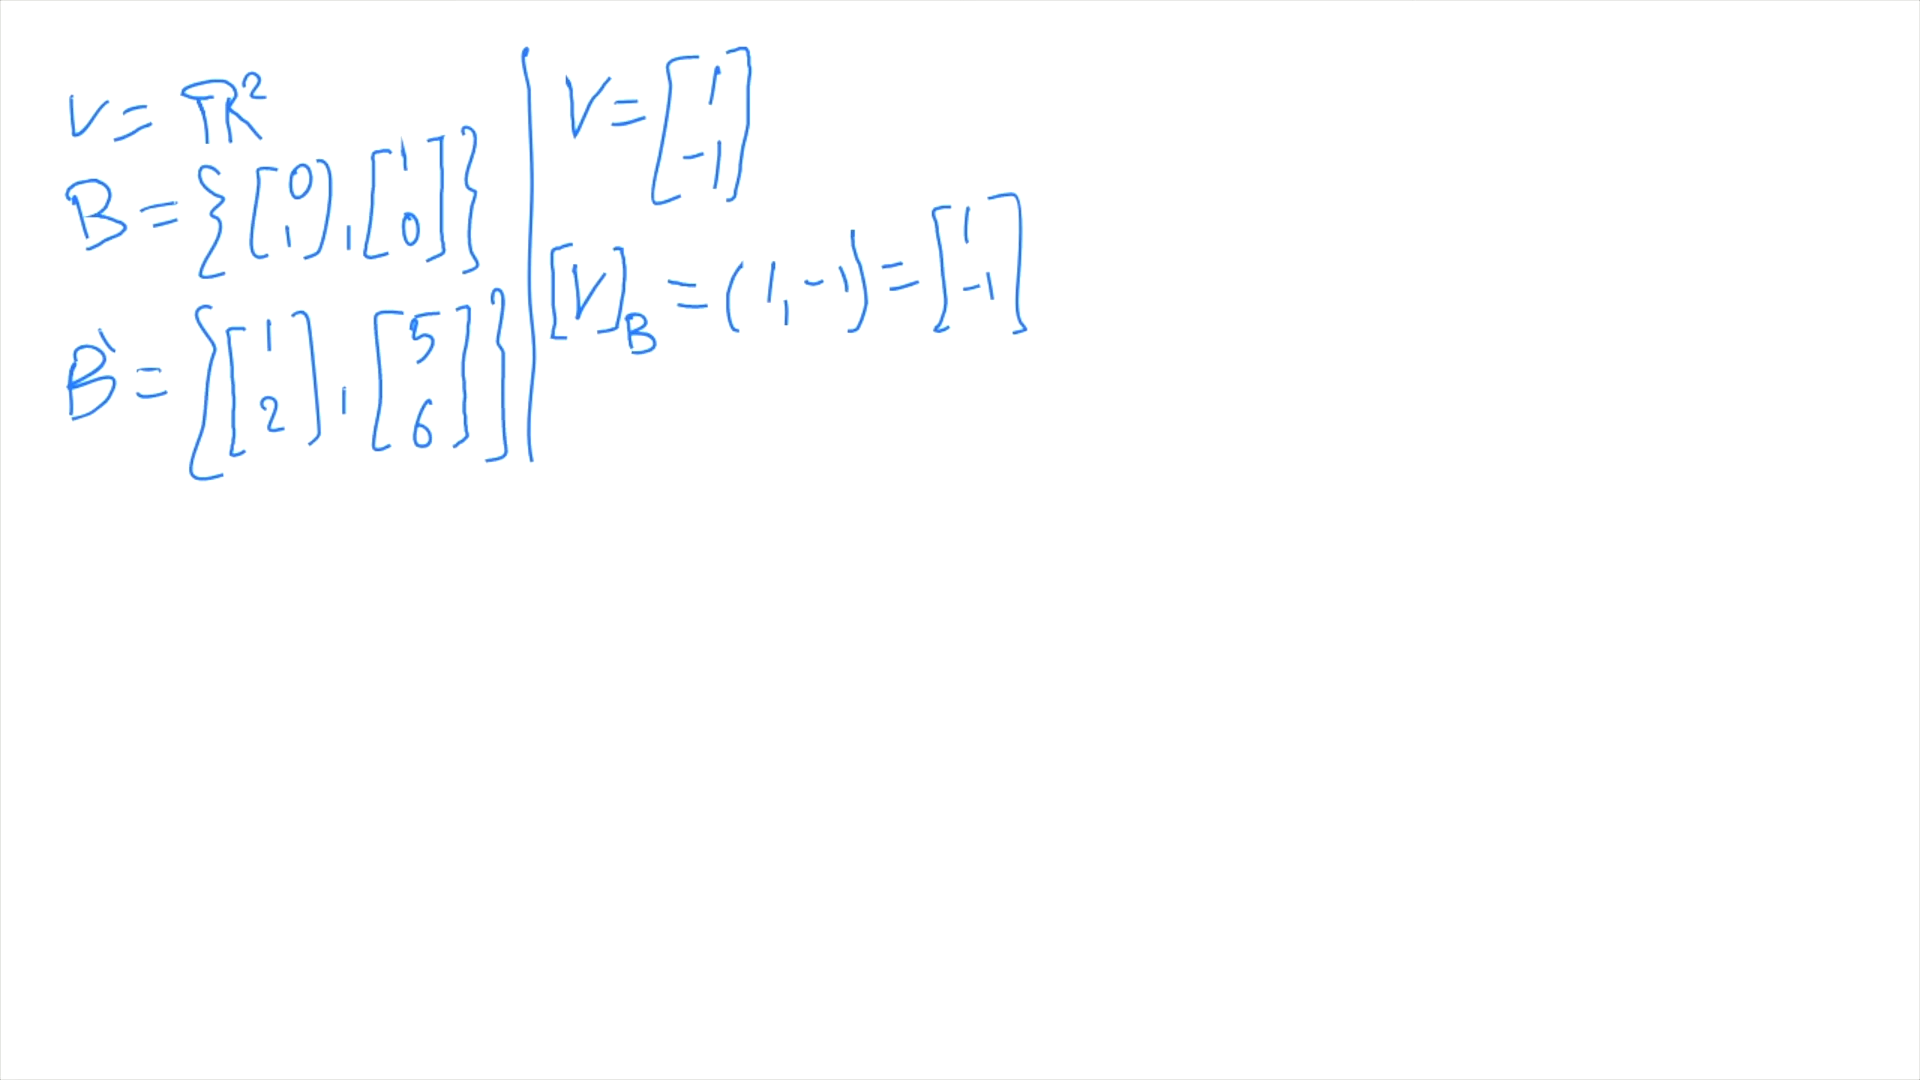 V = ℝ²
B = {[0 1], [1 0]}
B' = {[1 2], [5 6]}
V = [1 -1]
[V]_B = (1, -1) = [1 -1]